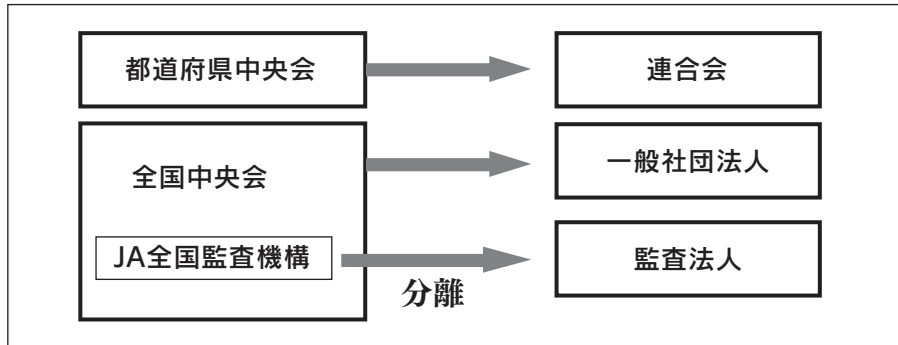 都道府県中央会
連合会
全国中央会
一般社団法人
JA全国監査機構
監査法人
分離